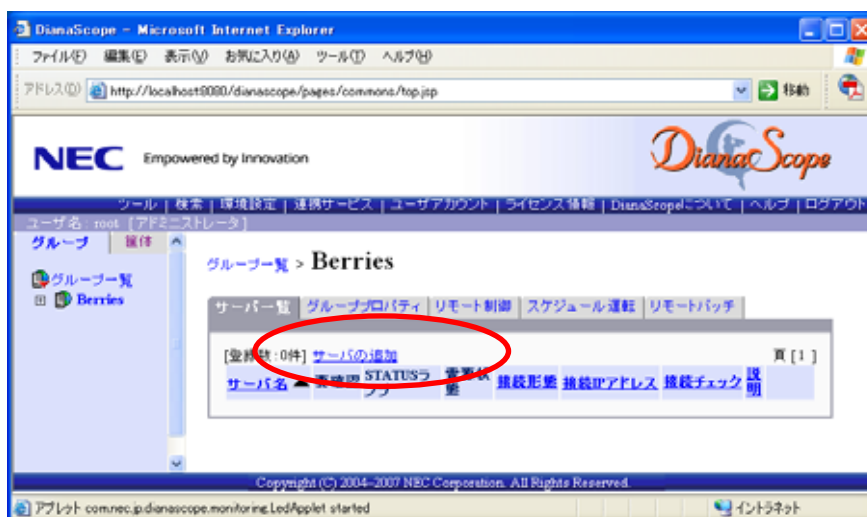 DianaScope - Microsoft Internet Explorer
ファイル(F) 編集(E) 表示(V) お気に入り(A) ツール(T) ヘルプ(H)
アドレス(D) http://localhost:8080/dianascope/pages/commons/top.jsp 移動
NEC Empowered by Innovation DianaScope
ツール | 検索 | 環境設定 | 連携サービス | ユーザアカウント | ライセンス情報 | DianaScopeについて | ヘルプ | ログアウト
ユーザ名: root [アドミニストレータ]
グループ 筐体
グループ一覧
Berries
グループ一覧 > Berries
サーバ一覧 グループプロパティ リモート制御 スケジュール運転 リモートバッチ
[登録数:0件] サーバの追加 頁 [ 1 ]
サーバ名 ▲ STATUSラ 接続形態 接続IPアドレス 接続チェック 説明
Copyright (C) 2004-2007 NEC Corporation. All Rights Reserved.
アプレット com.nec.jp.dianascope.monitoring.LedApplet started イントラネット